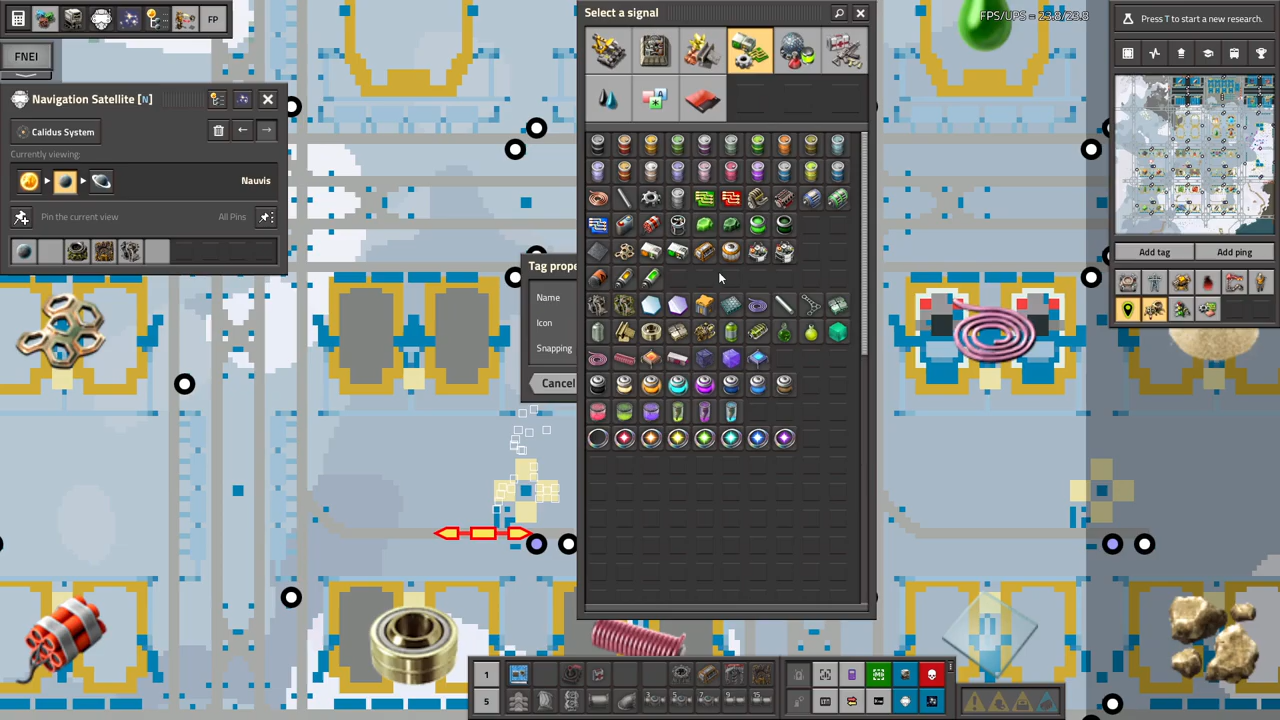 FP
FNEI
Navigation Satellite [N]
Calidus System
Currently viewing:
Nauvis
Pin the current view
All Pins
Select a signal
Tag prope
Name
Icon
Snapping
Cancel
FPS/UPS = 23.8/23.8
Press T to start a new research.
Add tag
Add ping
1
5